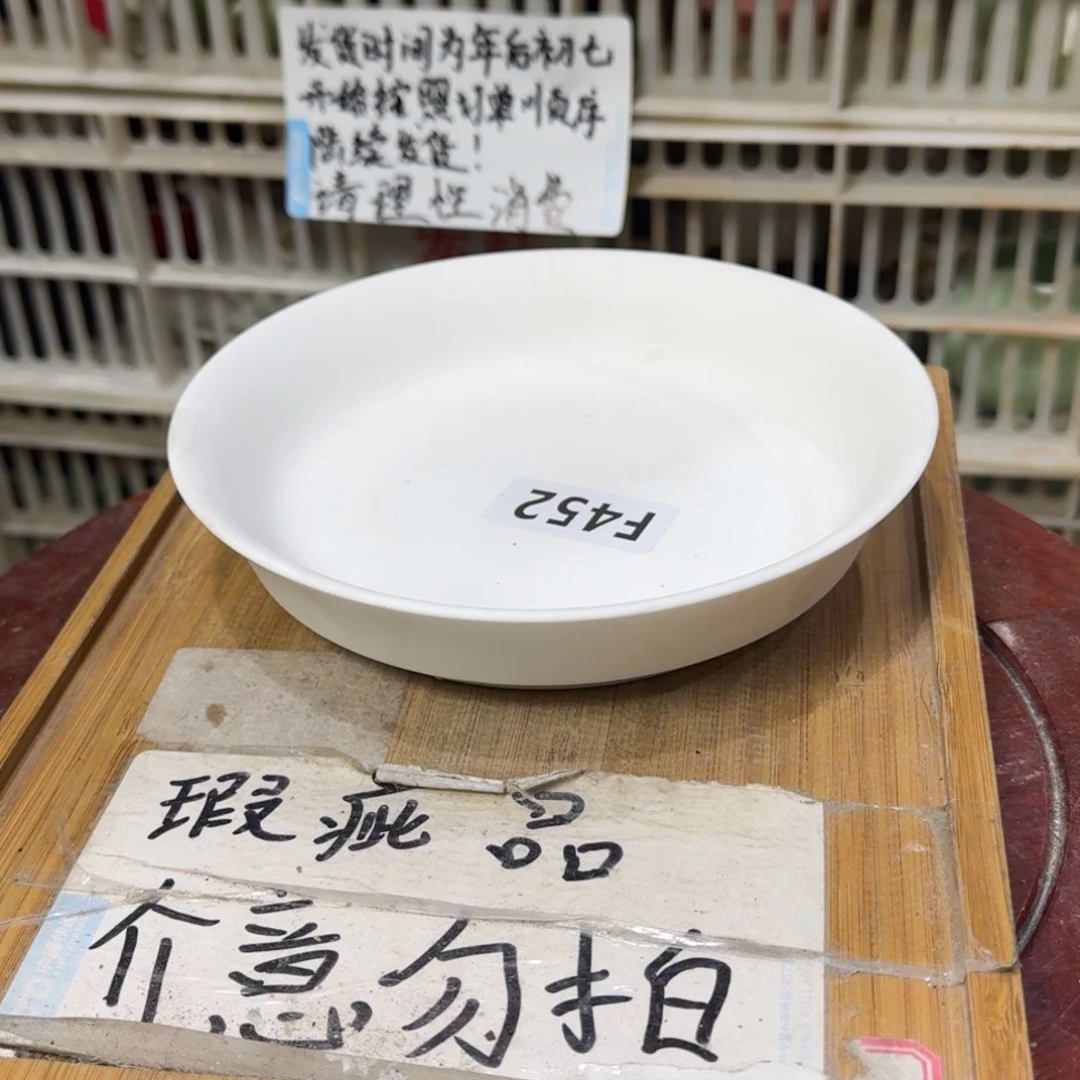 发货时间为年后初七
开始按照订单顺序
陆续发货！
请理性消费
F452
瑕疵品
介意勿拍